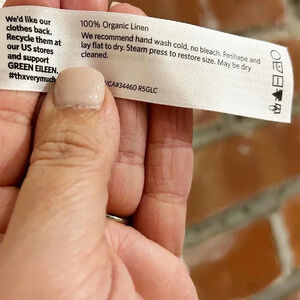 We'd like our
clothes back.
Recycle them at
our US stores
and support
GREEN EILEEN.
#thxverymuch
100% Organic Linen
We recommend hand wash cold, no bleach. Reshape and
lay flat to dry. Steam press to restore size. May be dry
cleaned.
CA#34460 R5GLC